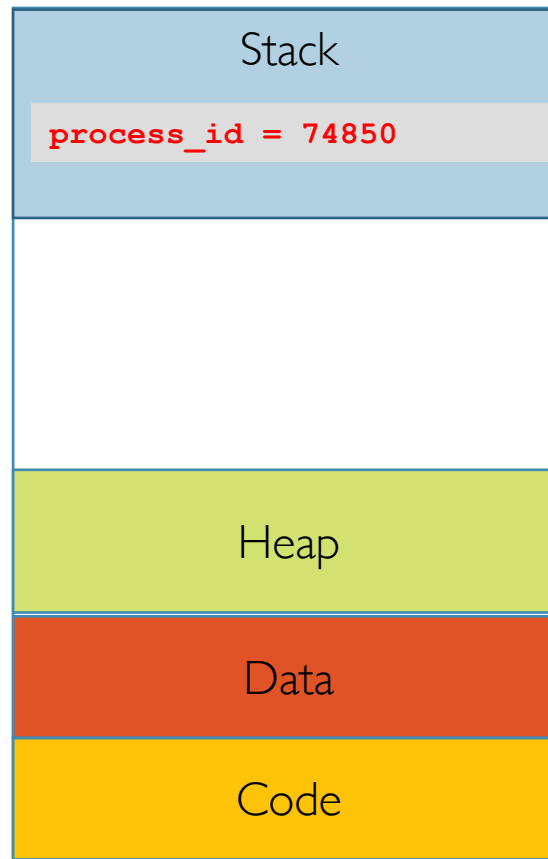 Stack
process_id = 74850
Heap
Data
Code